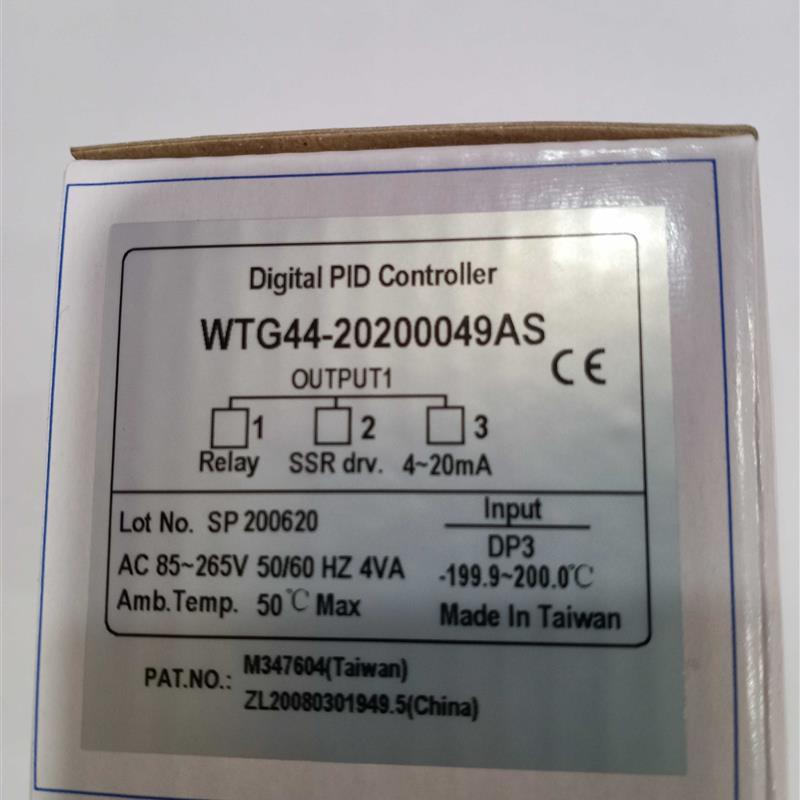 Digital PID Controller
WTG44-20200049AS
CE
OUTPUT1
1 2 3
Relay SSR drv. 4~20mA
Lot No. SP 200620
Input
DP3
AC 85~265V 50/60 HZ 4VA
-199.9~200.0℃
Amb.Temp. 50℃ Max
Made In Taiwan
PAT.NO.: M347604(Taiwan)
ZL20080301949.5(China)